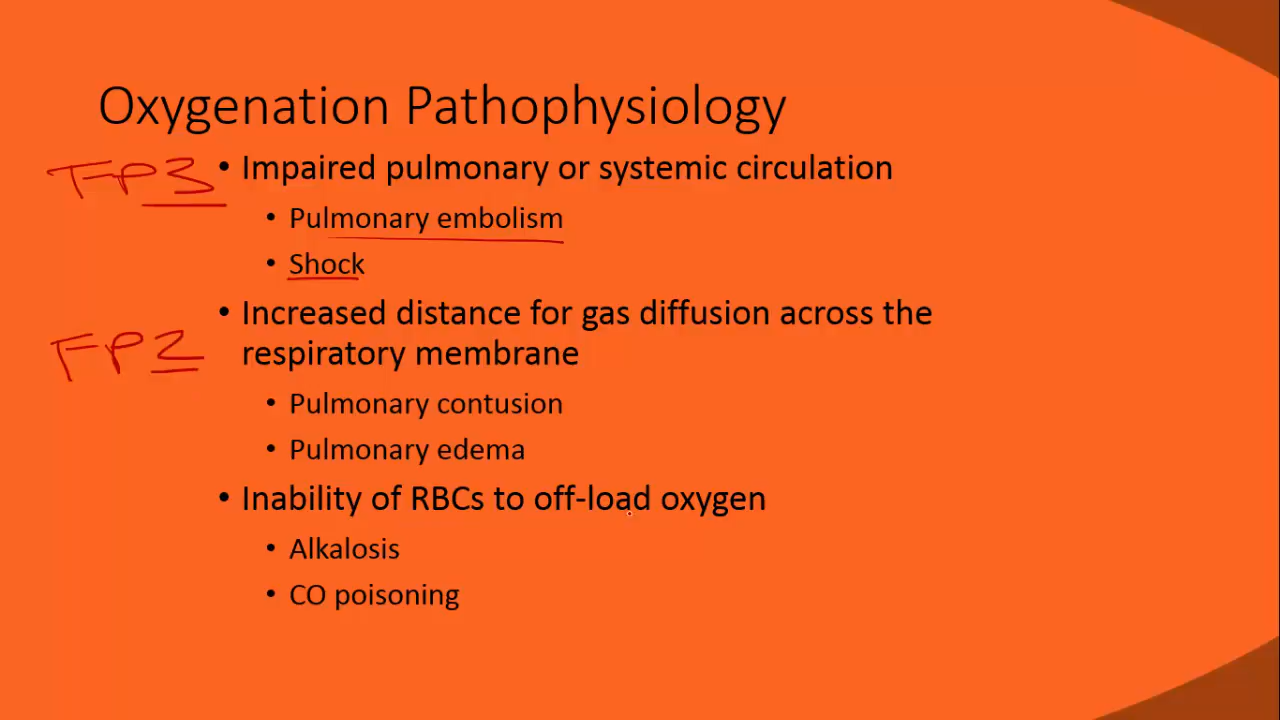 Oxygenation Pathophysiology
FP3
• Impaired pulmonary or systemic circulation
• Pulmonary embolism
• Shock
• Increased distance for gas diffusion across the
FP2
respiratory membrane
• Pulmonary contusion
• Pulmonary edema
• Inability of RBCs to off-load oxygen
• Alkalosis
• CO poisoning